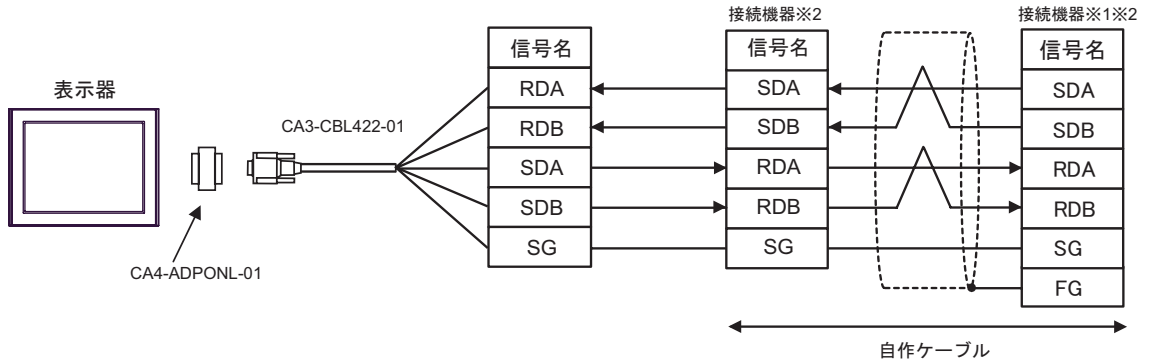 表示器
CA4-ADPONL-01
CA3-CBL422-01
信号名
RDA
RDB
SDA
SDB
SG
接続機器※2
信号名
SDA
SDB
RDA
RDB
SG
接続機器※1※2
信号名
SDA
SDB
RDA
RDB
SG
FG
自作ケーブル